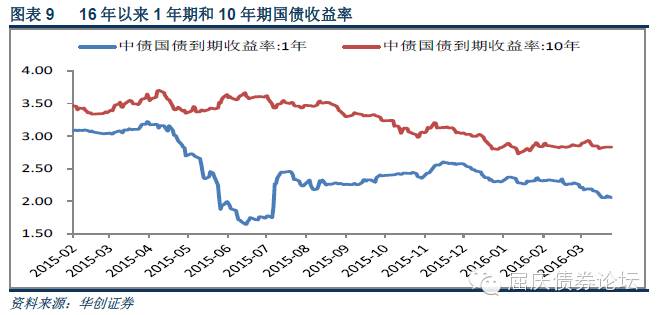 图表 9 16 年以来 1 年期和 10 年期国债收益率
中债国债到期收益率:1年 中债国债到期收益率:10年
4.00
3.50
3.00
2.50
2.00
1.50
2015-02 2015-03 2015-04 2015-05 2015-06 2015-07 2015-08 2015-09 2015-10 2015-11 2015-12 2016-01 2016-02 2016-03
屈庆债券论坛
资料来源：华创证券